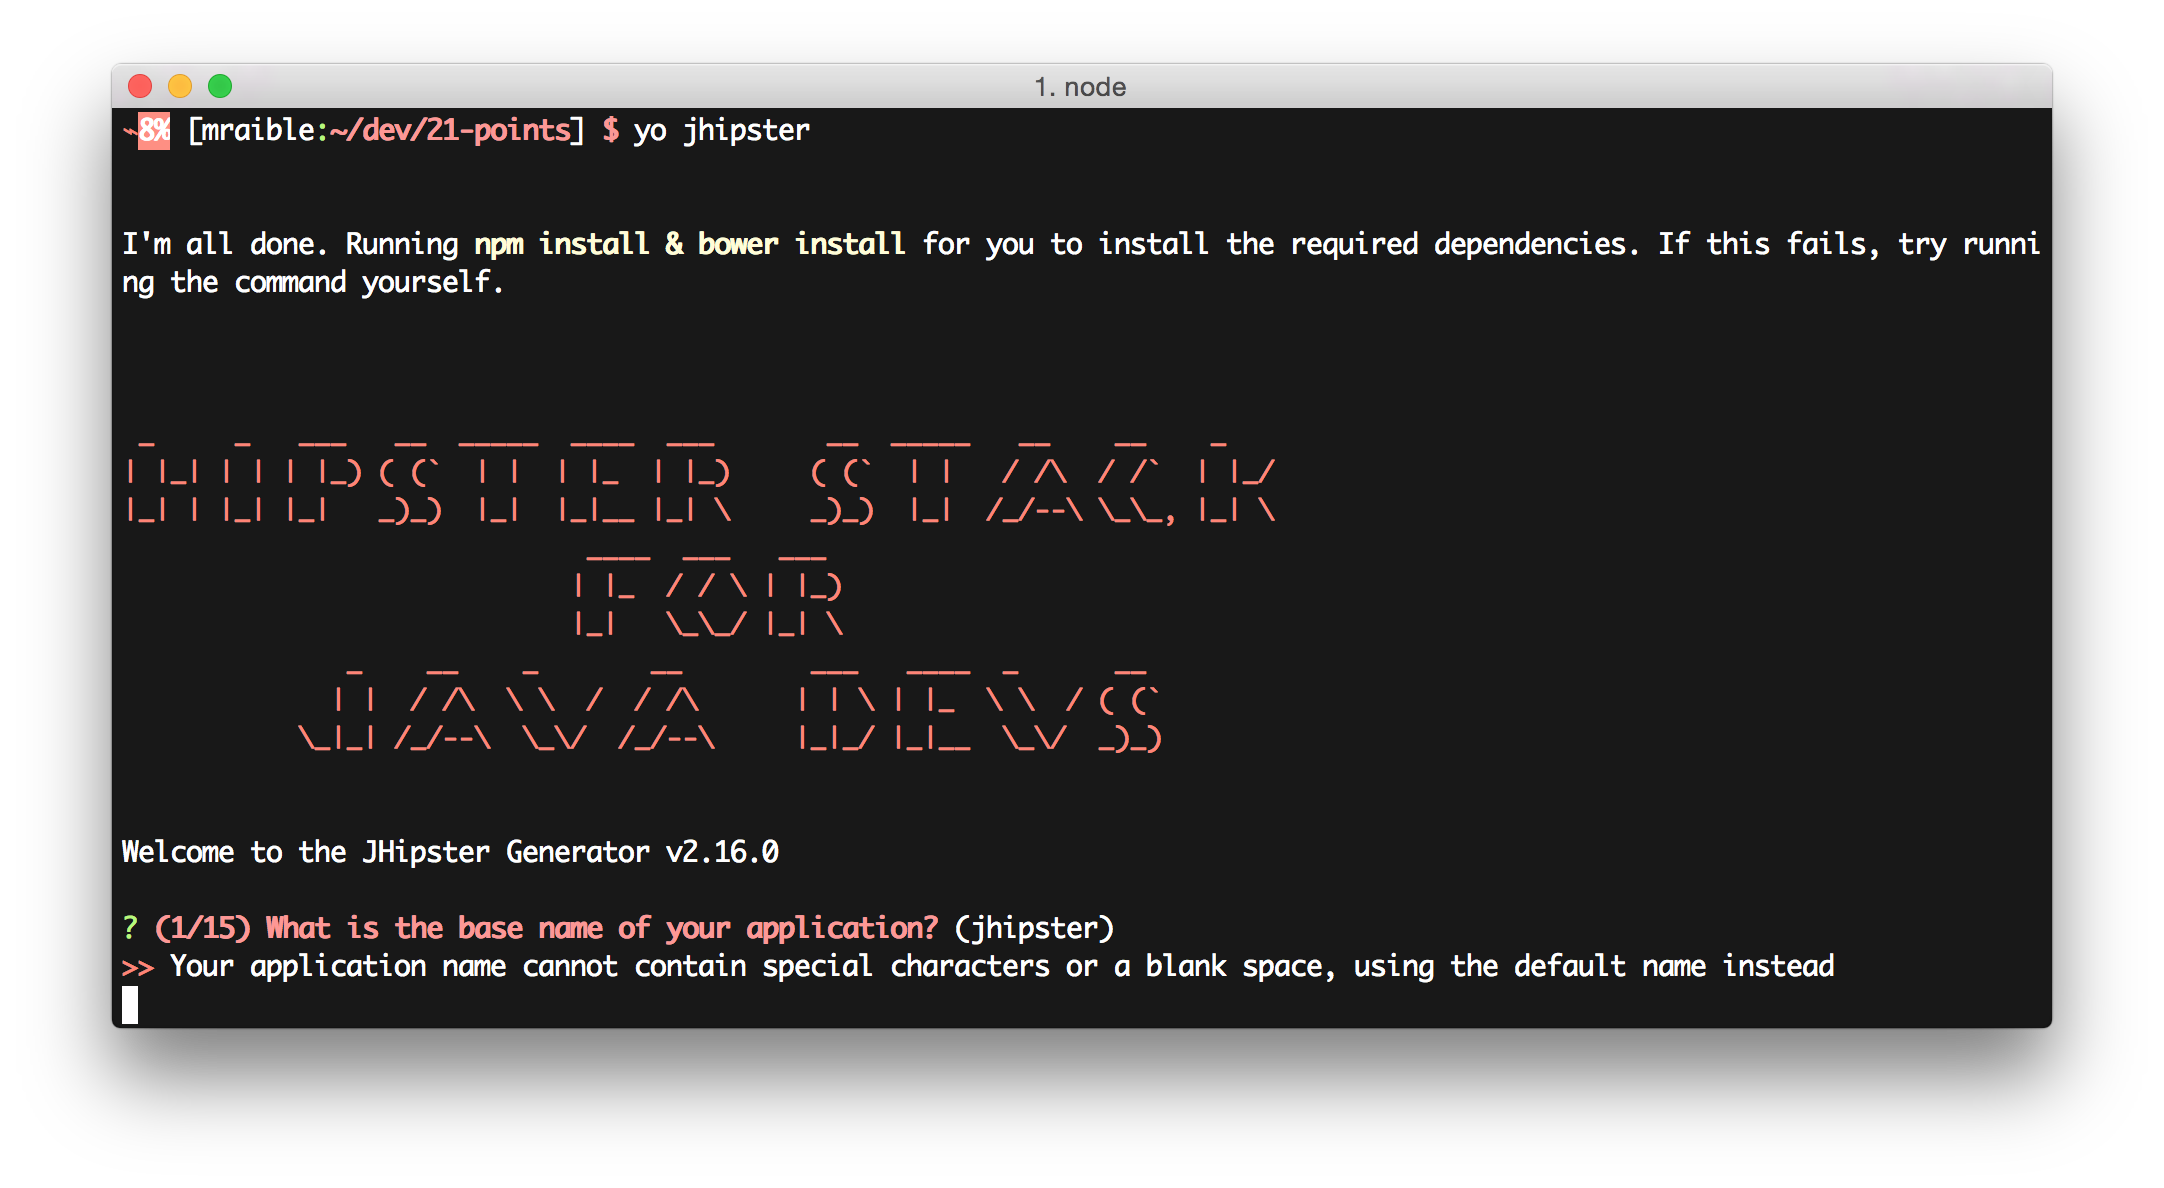 1. node
8% [mraible:~/dev/21-points] $ yo jhipster
I'm all done. Running npm install & bower install for you to install the required dependencies. If this fails, try runni
ng the command yourself.
HIPSTER STACK
FOR
JAVA DEVS
Welcome to the JHipster Generator v2.16.0
? (1/15) What is the base name of your application? (jhipster)
>> Your application name cannot contain special characters or a blank space, using the default name instead